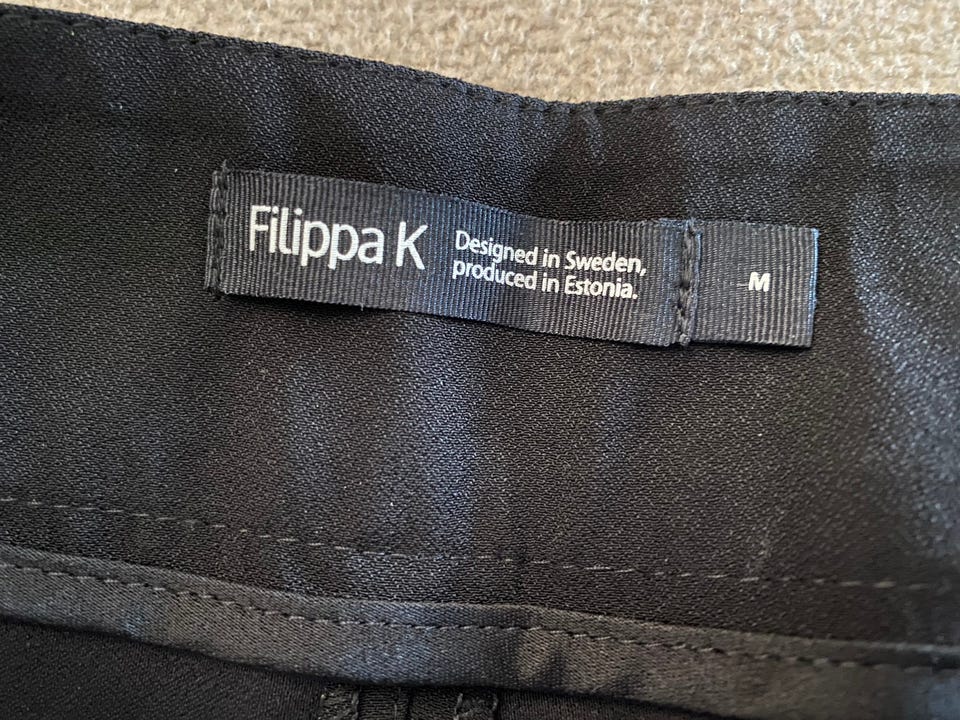 Filippa K
Designed in Sweden,
produced in Estonia.
M